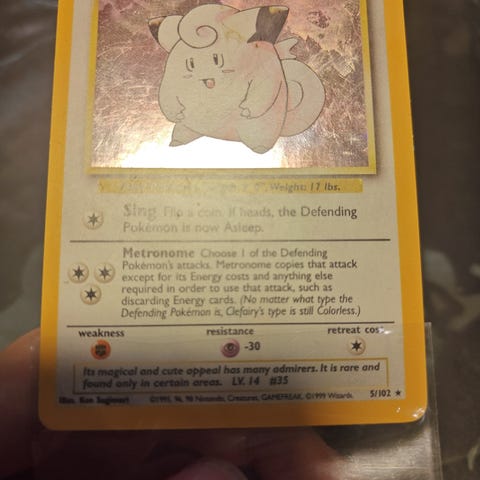 Weight: 17 lbs.
Sing Flip a coin. If heads, the Defending
Pokémon is now Asleep.
Metronome Choose 1 of the Defending
Pokémon's attacks. Metronome copies that attack
except for its Energy costs and anything else
required in order to use that attack, such as
discarding Energy cards. (No matter what type the
Defending Pokémon is, Clefairy's type is still Colorless.)
weakness resistance retreat cost
-30
Its magical and cute appeal has many admirers. It is rare and
found only in certain areas. LV. 14 #35
Illus. Ken Sugimori ©1995, 96, 98 Nintendo, Creatures, GAMEFREAK. ©1999 Wizards. 5/102